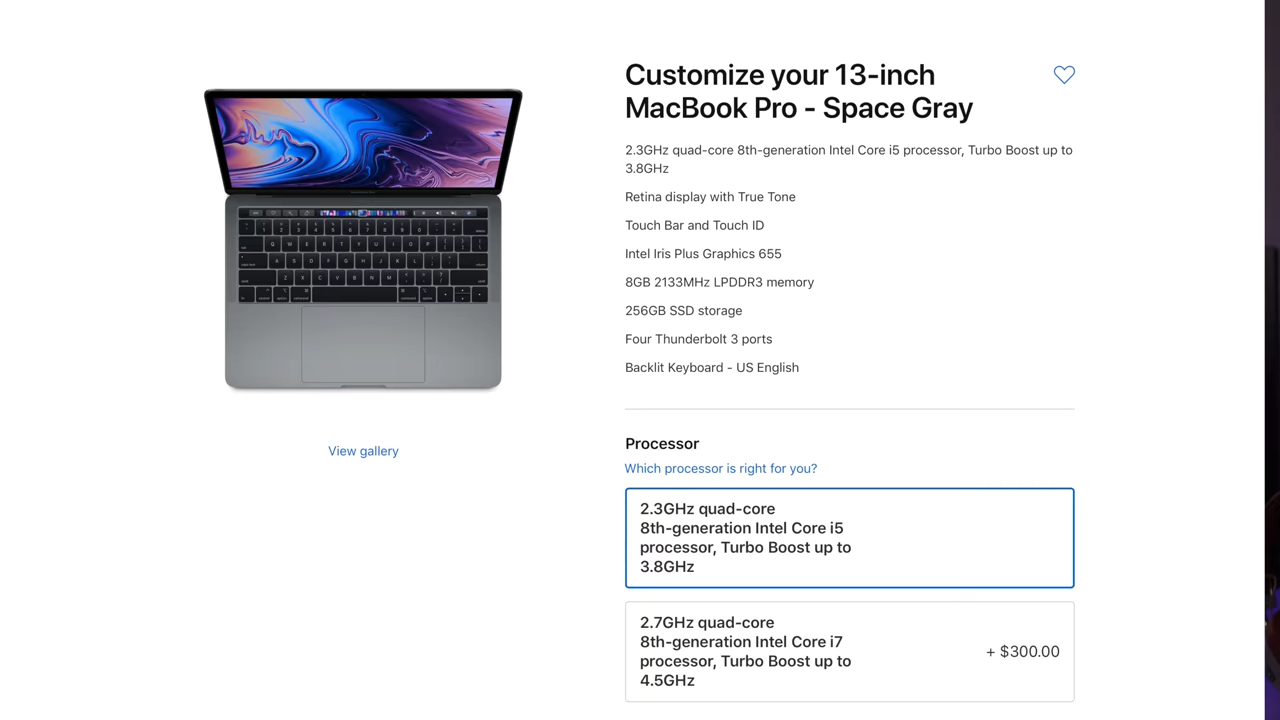 Customize your 13-inch
MacBook Pro - Space Gray
2.3GHz quad-core 8th-generation Intel Core i5 processor, Turbo Boost up to
3.8GHz
Retina display with True Tone
Touch Bar and Touch ID
Intel Iris Plus Graphics 655
8GB 2133MHz LPDDR3 memory
256GB SSD storage
Four Thunderbolt 3 ports
Backlit Keyboard - US English
View gallery
Processor
Which processor is right for you?
2.3GHz quad-core
8th-generation Intel Core i5
processor, Turbo Boost up to
3.8GHz
2.7GHz quad-core
8th-generation Intel Core i7
processor, Turbo Boost up to
4.5GHz
+ $300.00